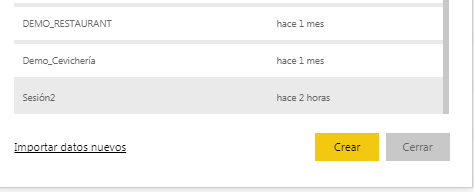 DEMO_RESTAURANT hace 1 mes
Demo_Cevichería hace 1 mes
Sesión2 hace 2 horas
Importar datos nuevos Crear Cerrar